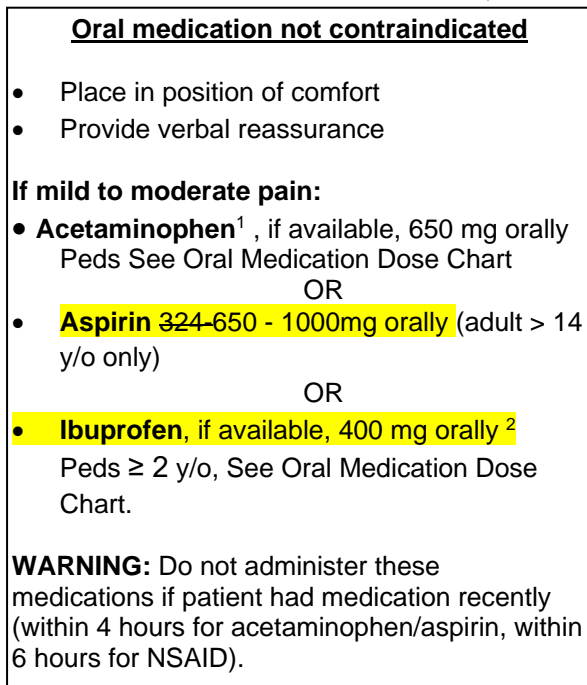 Oral medication not contraindicated
• Place in position of comfort
• Provide verbal reassurance
If mild to moderate pain:
• Acetaminophen¹ , if available, 650 mg orally
Peds See Oral Medication Dose Chart
OR
• Aspirin 324-650 - 1000mg orally (adult > 14
y/o only)
OR
• Ibuprofen, if available, 400 mg orally ²
Peds ≥ 2 y/o, See Oral Medication Dose
Chart.
WARNING: Do not administer these
medications if patient had medication recently
(within 4 hours for acetaminophen/aspirin, within
6 hours for NSAID).